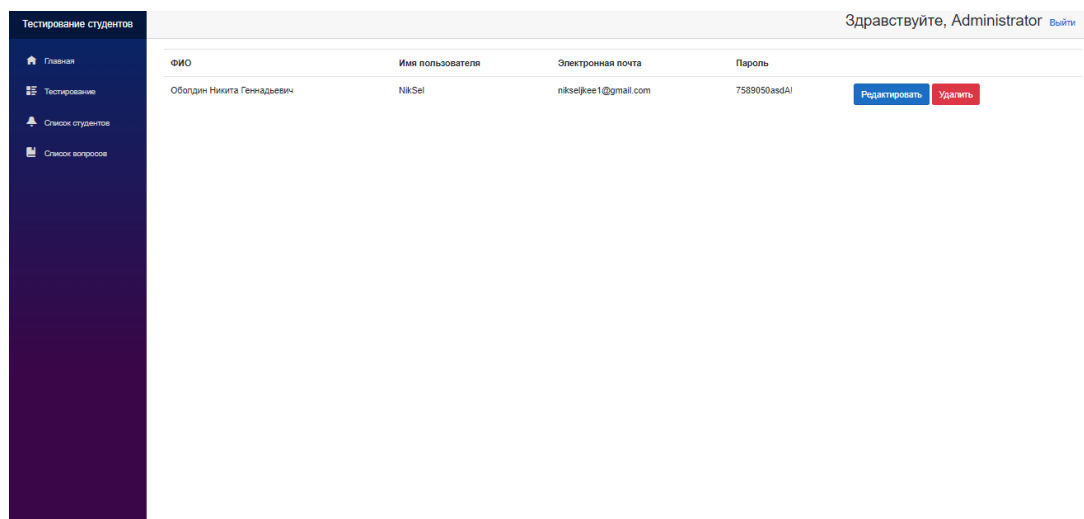 Тестирование студентов
Здравствуйте, Administrator Выйти
Главная
Тестирование
Список студентов
Список вопросов
ФИО Имя пользователя Электронная почта Пароль
Оболдин Никита Геннадьевич NikSel nikseljkee1@gmail.com 7589050asdA! Редактировать Удалить